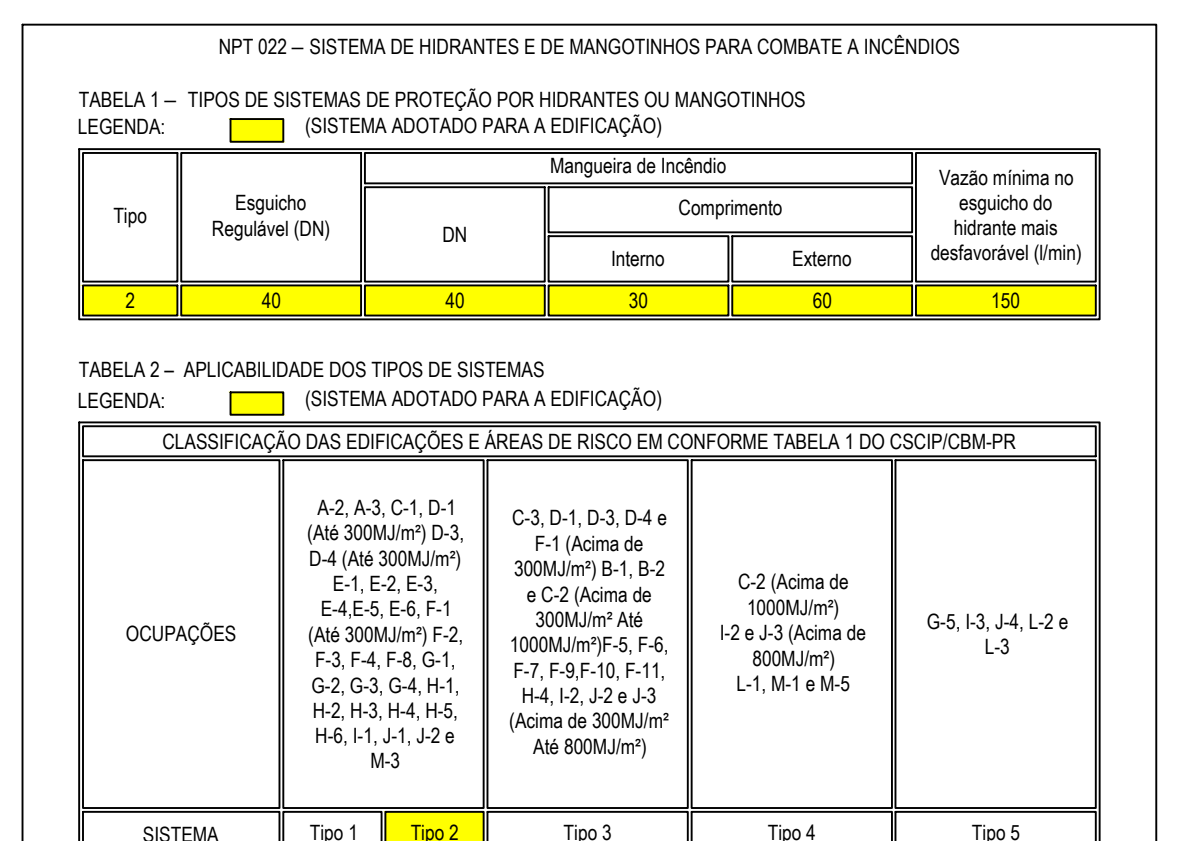 NPT 022 – SISTEMA DE HIDRANTES E DE MANGOTINHOS PARA COMBATE A INCÊNDIOS
TABELA 1 – TIPOS DE SISTEMAS DE PROTEÇÃO POR HIDRANTES OU MANGOTINHOS
LEGENDA: (SISTEMA ADOTADO PARA A EDIFICAÇÃO)
Tipo
Esguicho
Regulável (DN)
Mangueira de Incêndio
DN
Comprimento
Interno
Externo
Vazão mínima no
esguicho do
hidrante mais
desfavorável (l/min)
2 40 40 30 60 150
TABELA 2 – APLICABILIDADE DOS TIPOS DE SISTEMAS
LEGENDA: (SISTEMA ADOTADO PARA A EDIFICAÇÃO)
CLASSIFICAÇÃO DAS EDIFICAÇÕES E ÁREAS DE RISCO EM CONFORME TABELA 1 DO CSCIP/CBM-PR
OCUPAÇÕES
A-2, A-3, C-1, D-1
(Até 300MJ/m²) D-3,
D-4 (Até 300MJ/m²)
E-1, E-2, E-3,
E-4,E-5, E-6, F-1
(Até 300MJ/m²) F-2,
F-3, F-4, F-8, G-1,
G-2, G-3, G-4, H-1,
H-2, H-3, H-4, H-5,
H-6, I-1, J-1, J-2 e
M-3
C-3, D-1, D-3, D-4 e
F-1 (Acima de
300MJ/m²) B-1, B-2
e C-2 (Acima de
300MJ/m² Até
1000MJ/m²)F-5, F-6,
F-7, F-9,F-10, F-11,
H-4, I-2, J-2 e J-3
(Acima de 300MJ/m²
Até 800MJ/m²)
C-2 (Acima de
1000MJ/m²)
I-2 e J-3 (Acima de
800MJ/m²)
L-1, M-1 e M-5
G-5, I-3, J-4, L-2 e
L-3
SISTEMA Tipo 1 Tipo 2 Tipo 3 Tipo 4 Tipo 5